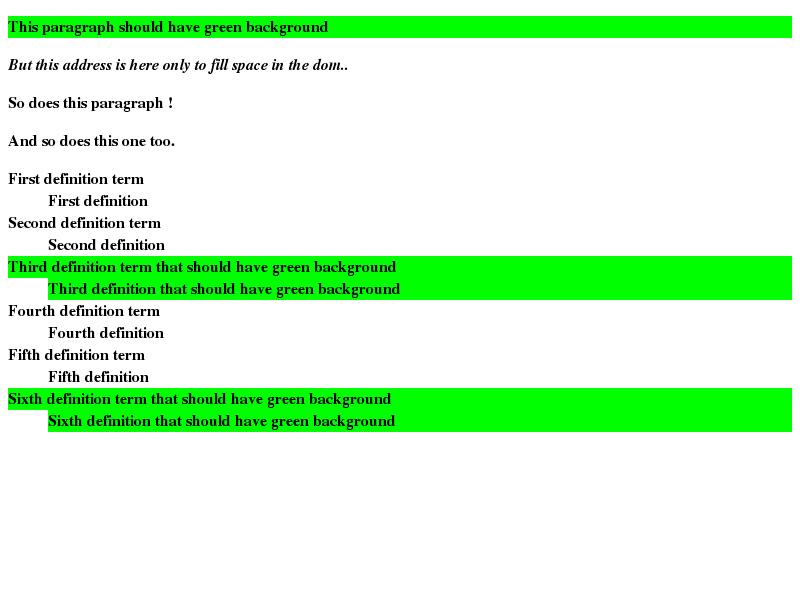 This paragraph should have green background
But this address is here only to fill space in the dom..
So does this paragraph !
And so does this one too.
First definition term
First definition
Second definition term
Second definition
Third definition term that should have green background
Third definition that should have green background
Fourth definition term
Fourth definition
Fifth definition term
Fifth definition
Sixth definition term that should have green background
Sixth definition that should have green background